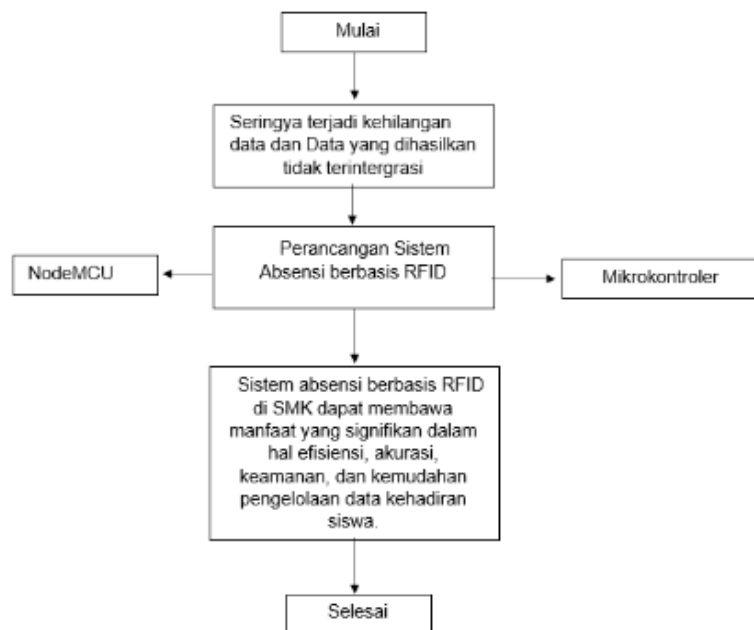 Mulai
Seringya terjadi kehilangan
data dan Data yang dihasilkan
tidak terintergrasi
Perancangan Sistem
Absensi berbasis RFID
NodeMCU
Mikrokontroler
Sistem absensi berbasis RFID
di SMK dapat membawa
manfaat yang signifikan dalam
hal efisiensi, akurasi,
keamanan, dan kemudahan
pengelolaan data kehadiran
siswa.
Selesai